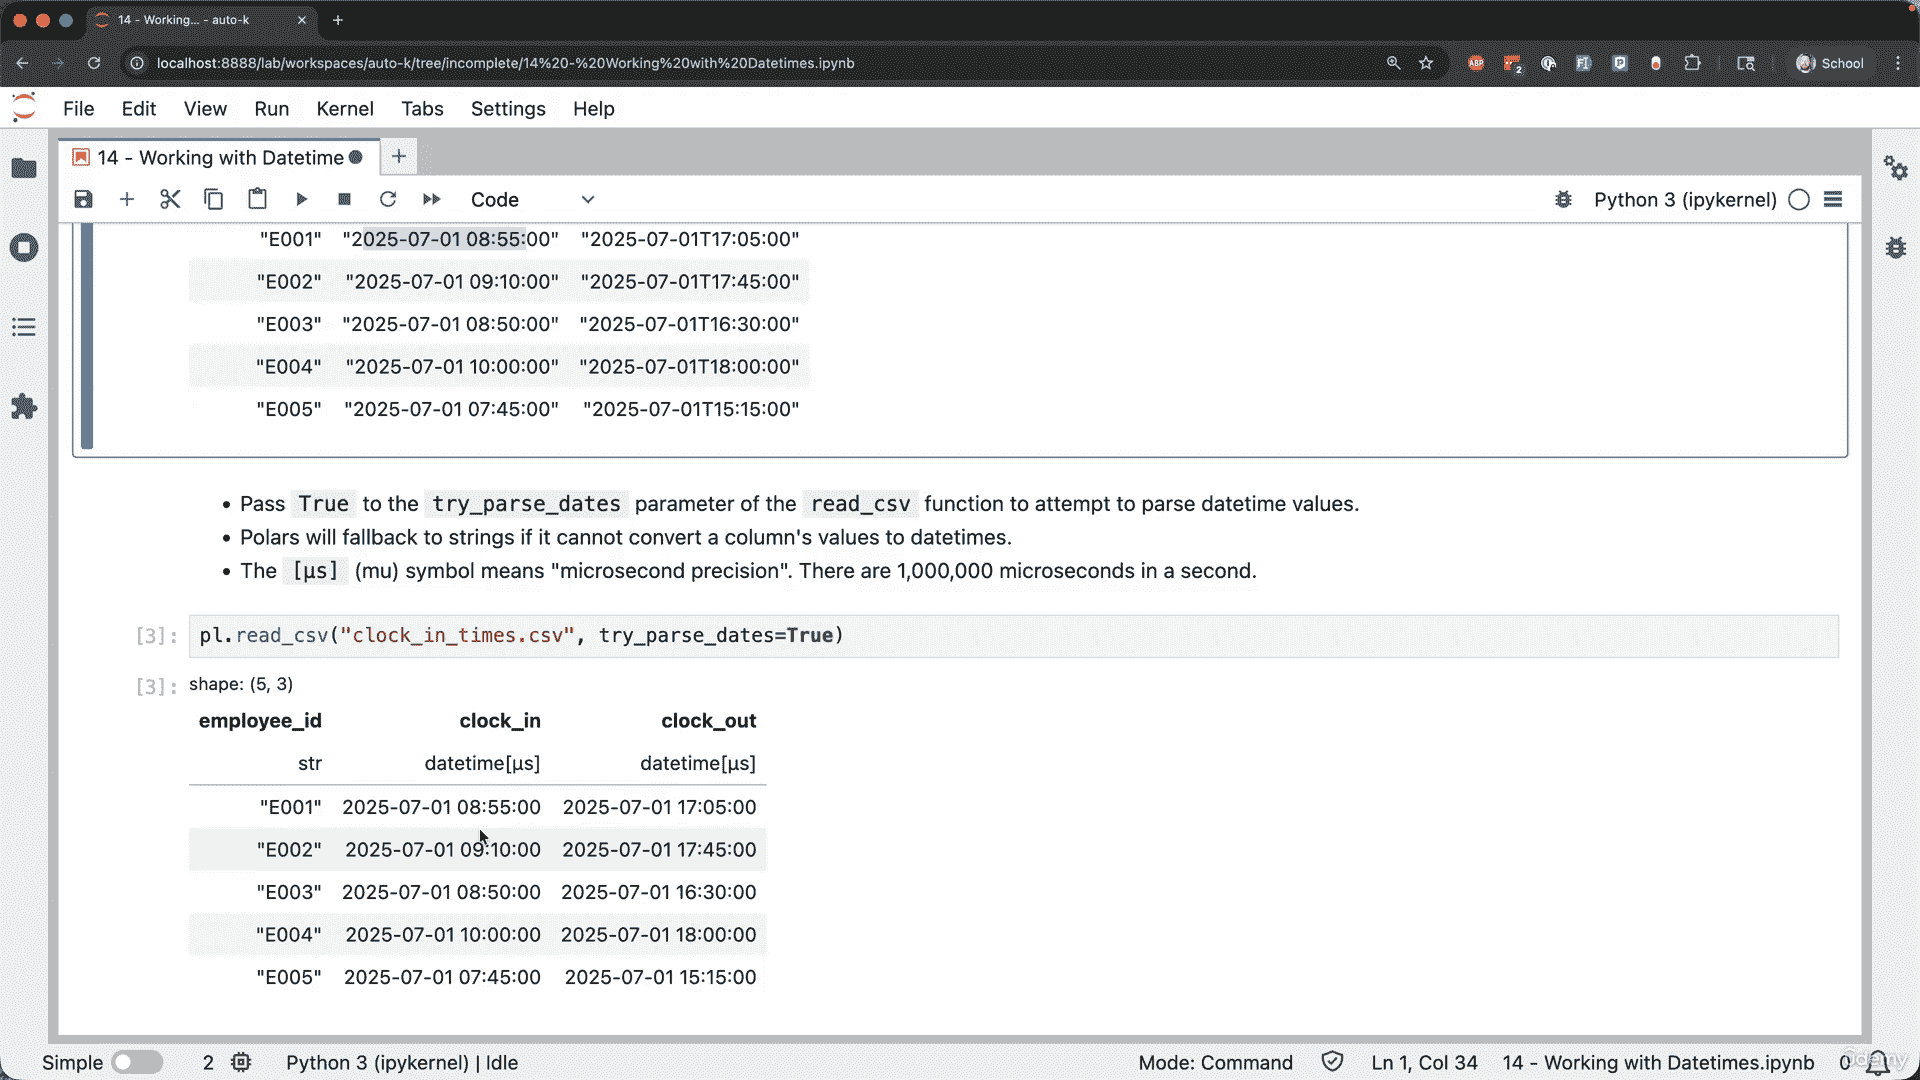 14 - Working... - auto-k
localhost:8888/lab/workspaces/auto-k/tree/incomplete/14%20-%20Working%20with%20Datetimes.ipynb
ABP
2
School
File Edit View Run Kernel Tabs Settings Help
14 - Working with Datetime
Code
Python 3 (ipykernel)
"E001" "2025-07-01 08:55:00" "2025-07-01T17:05:00"
"E002" "2025-07-01 09:10:00" "2025-07-01T17:45:00"
"E003" "2025-07-01 08:50:00" "2025-07-01T16:30:00"
"E004" "2025-07-01 10:00:00" "2025-07-01T18:00:00"
"E005" "2025-07-01 07:45:00" "2025-07-01T15:15:00"
• Pass True to the try_parse_dates parameter of the read_csv function to attempt to parse datetime values.
• Polars will fallback to strings if it cannot convert a column's values to datetimes.
• The [μs] (mu) symbol means "microsecond precision". There are 1,000,000 microseconds in a second.
[3]: pl.read_csv("clock_in_times.csv", try_parse_dates=True)
[3]: shape: (5, 3)
employee_id clock_in clock_out
str datetime[μs] datetime[μs]
"E001" 2025-07-01 08:55:00 2025-07-01 17:05:00
"E002" 2025-07-01 09:10:00 2025-07-01 17:45:00
"E003" 2025-07-01 08:50:00 2025-07-01 16:30:00
"E004" 2025-07-01 10:00:00 2025-07-01 18:00:00
"E005" 2025-07-01 07:45:00 2025-07-01 15:15:00
Simple 2 Python 3 (ipykernel) | Idle Mode: Command Ln 1, Col 34 14 - Working with Datetimes.ipynb 0
Udemy